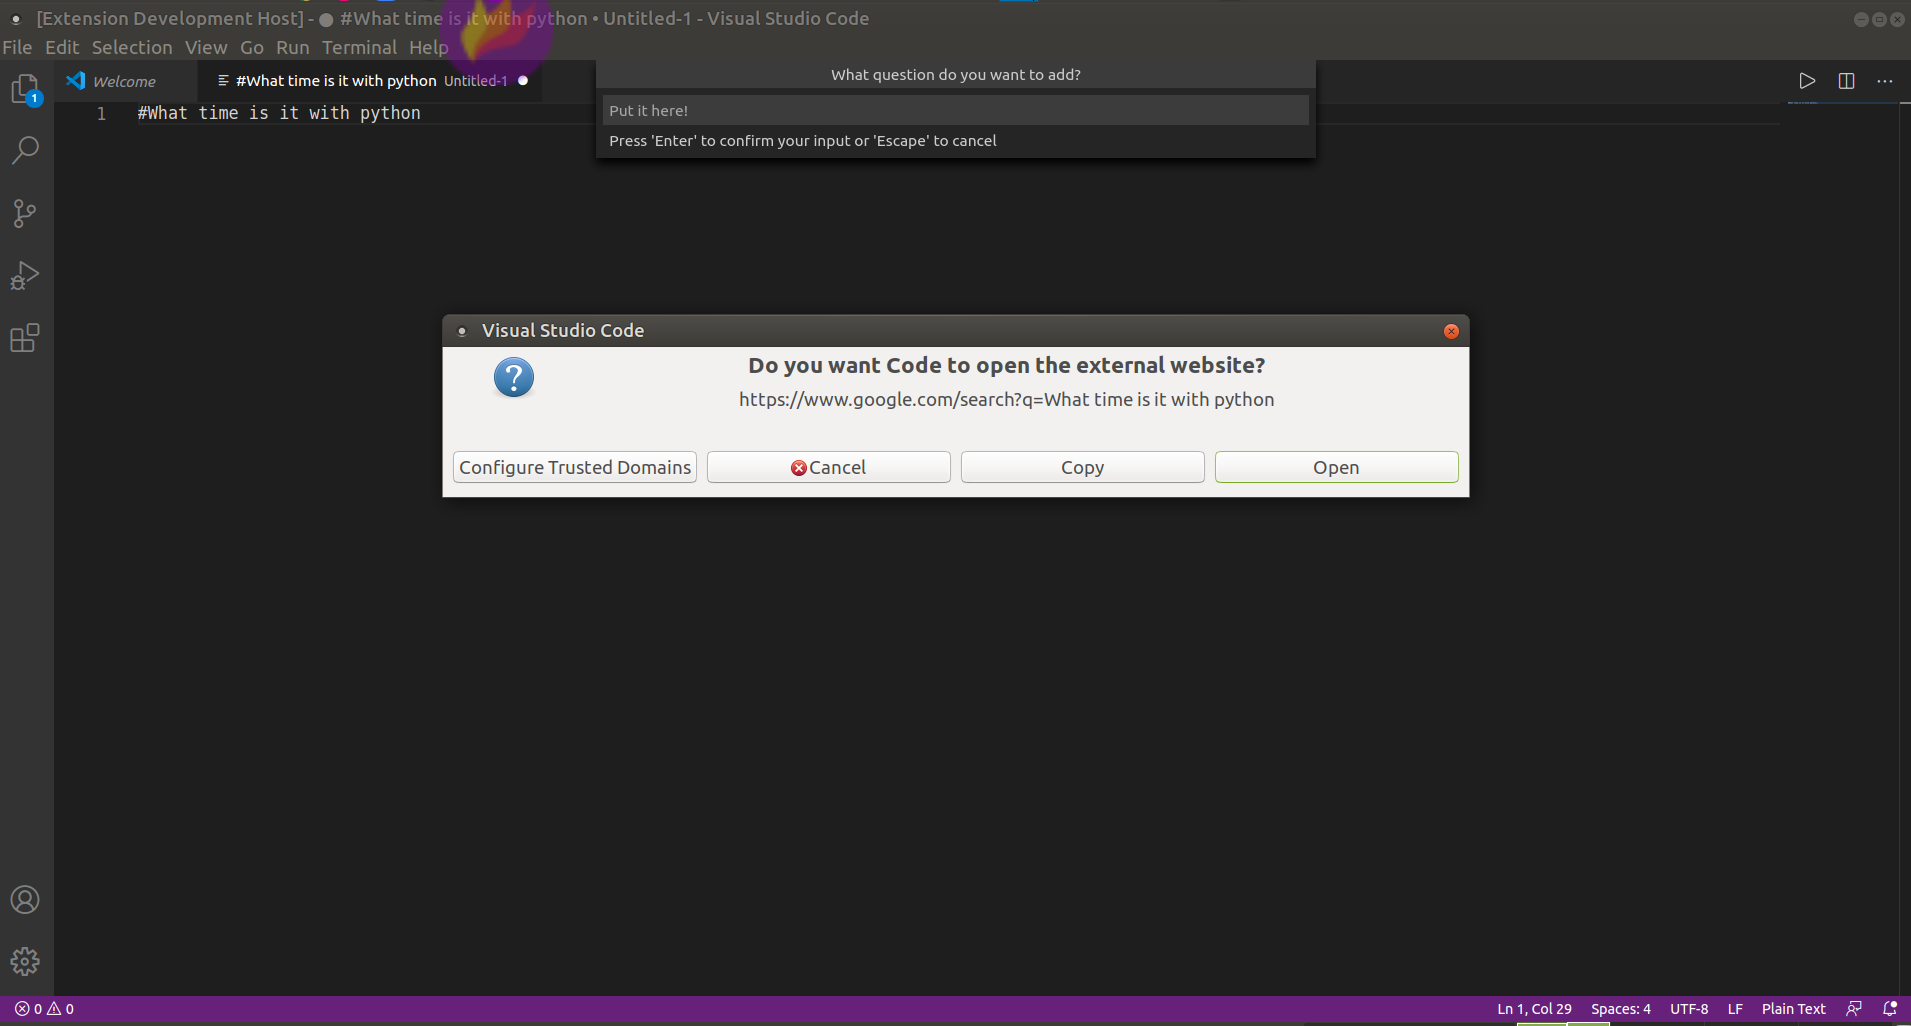 [Extension Development Host] - ● #What time is it with python • Untitled-1 - Visual Studio Code
File Edit Selection View Go Run Terminal Help
Welcome
#What time is it with python Untitled-1
1 #What time is it with python
What question do you want to add?
Put it here!
Press 'Enter' to confirm your input or 'Escape' to cancel
1
Visual Studio Code
Do you want Code to open the external website?
https://www.google.com/search?q=What time is it with python
Configure Trusted Domains
Cancel
Copy
Open
0 0
Ln 1, Col 29
Spaces: 4
UTF-8
LF
Plain Text